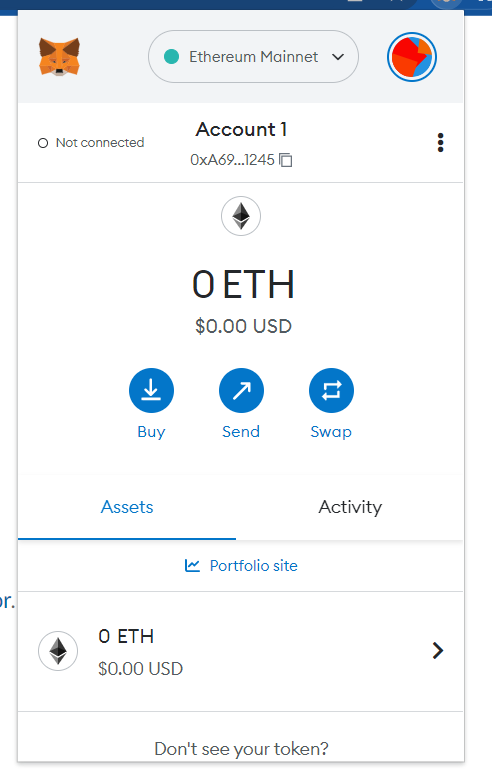 Ethereum Mainnet
Not connected
Account 1
0xA69...1245
0 ETH
$0.00 USD
Buy Send Swap
Assets Activity
Portfolio site
or.
0 ETH
$0.00 USD
Don't see your token?